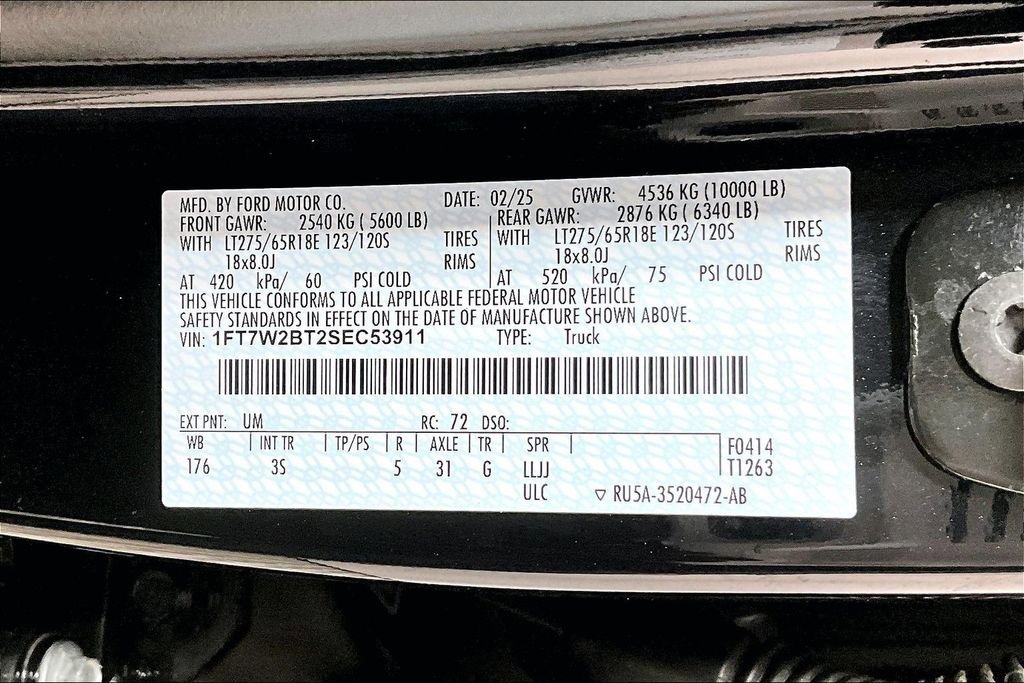 MFD. BY FORD MOTOR CO. DATE: 02/25 GVWR: 4536 KG (10000 LB)
FRONT GAWR: 2540 KG ( 5600 LB) REAR GAWR: 2876 KG ( 6340 LB)
WITH LT275/65R18E 123/120S TIRES WITH LT275/65R18E 123/120S TIRES
18x8.0J RIMS 18x8.0J RIMS
AT 420 kPa/ 60 PSI COLD AT 520 kPa/ 75 PSI COLD
THIS VEHICLE CONFORMS TO ALL APPLICABLE FEDERAL MOTOR VEHICLE
SAFETY STANDARDS IN EFFECT ON THE DATE OF MANUFACTURE SHOWN ABOVE.
VIN: 1FT7W2BT2SEC53911 TYPE: Truck
EXT PNT: UM RC: 72 DSO:
WB INT TR TP/PS R AXLE TR SPR F0414
176 3S 5 31 G LLJJ T1263
ULC ▽ RU5A-3520472-AB